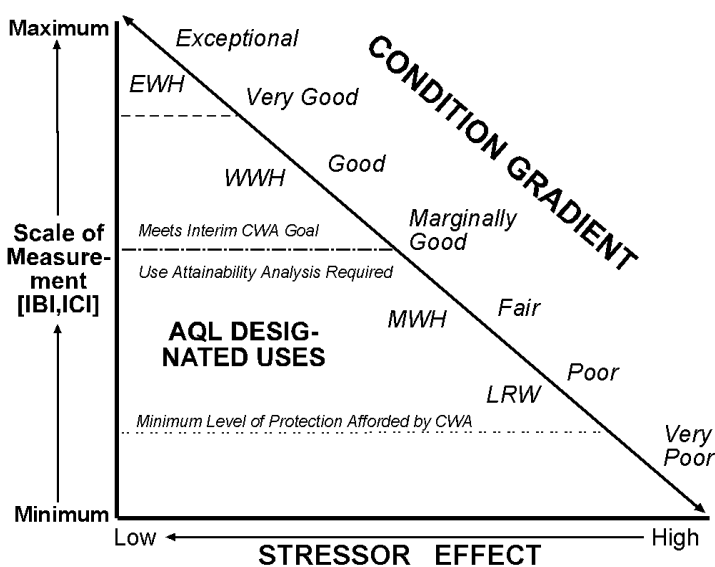 Maximum
Exceptional
CONDITION GRADIENT
EWH
Very Good
Good
WWH
Marginally
Good
Meets Interim CWA Goal
Scale of
Measure-
ment
[IBI,ICI]
Use Attainability Analysis Required
Fair
MWH
AQL DESIG-
NATED USES
Poor
LRW
Minimum Level of Protection Afforded by CWA
Very
Poor
Minimum
Low
High
STRESSOR EFFECT